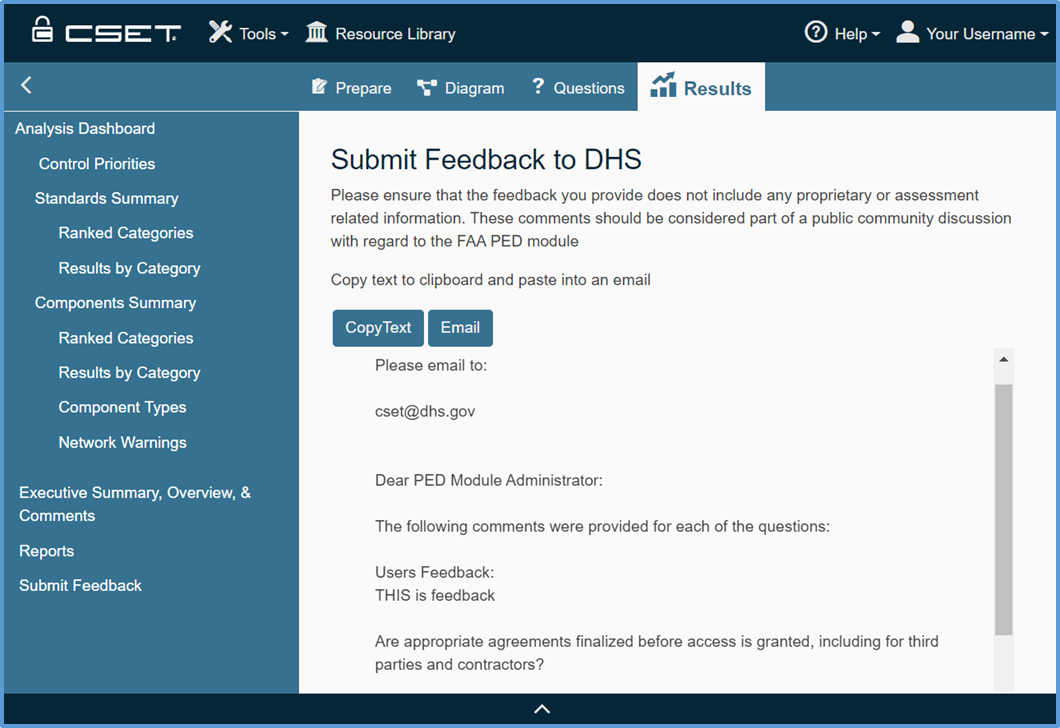 CSET Tools Resource Library ? Help Your Username
Prepare Diagram ? Questions Results
Analysis Dashboard
Control Priorities
Standards Summary
Ranked Categories
Results by Category
Components Summary
Ranked Categories
Results by Category
Component Types
Network Warnings
Executive Summary, Overview, &
Comments
Reports
Submit Feedback
Submit Feedback to DHS
Please ensure that the feedback you provide does not include any proprietary or assessment
related information. These comments should be considered part of a public community discussion
with regard to the FAA PED module
Copy text to clipboard and paste into an email
CopyText Email
Please email to:
cset@dhs.gov
Dear PED Module Administrator:
The following comments were provided for each of the questions:
Users Feedback:
THIS is feedback
Are appropriate agreements finalized before access is granted, including for third
parties and contractors?